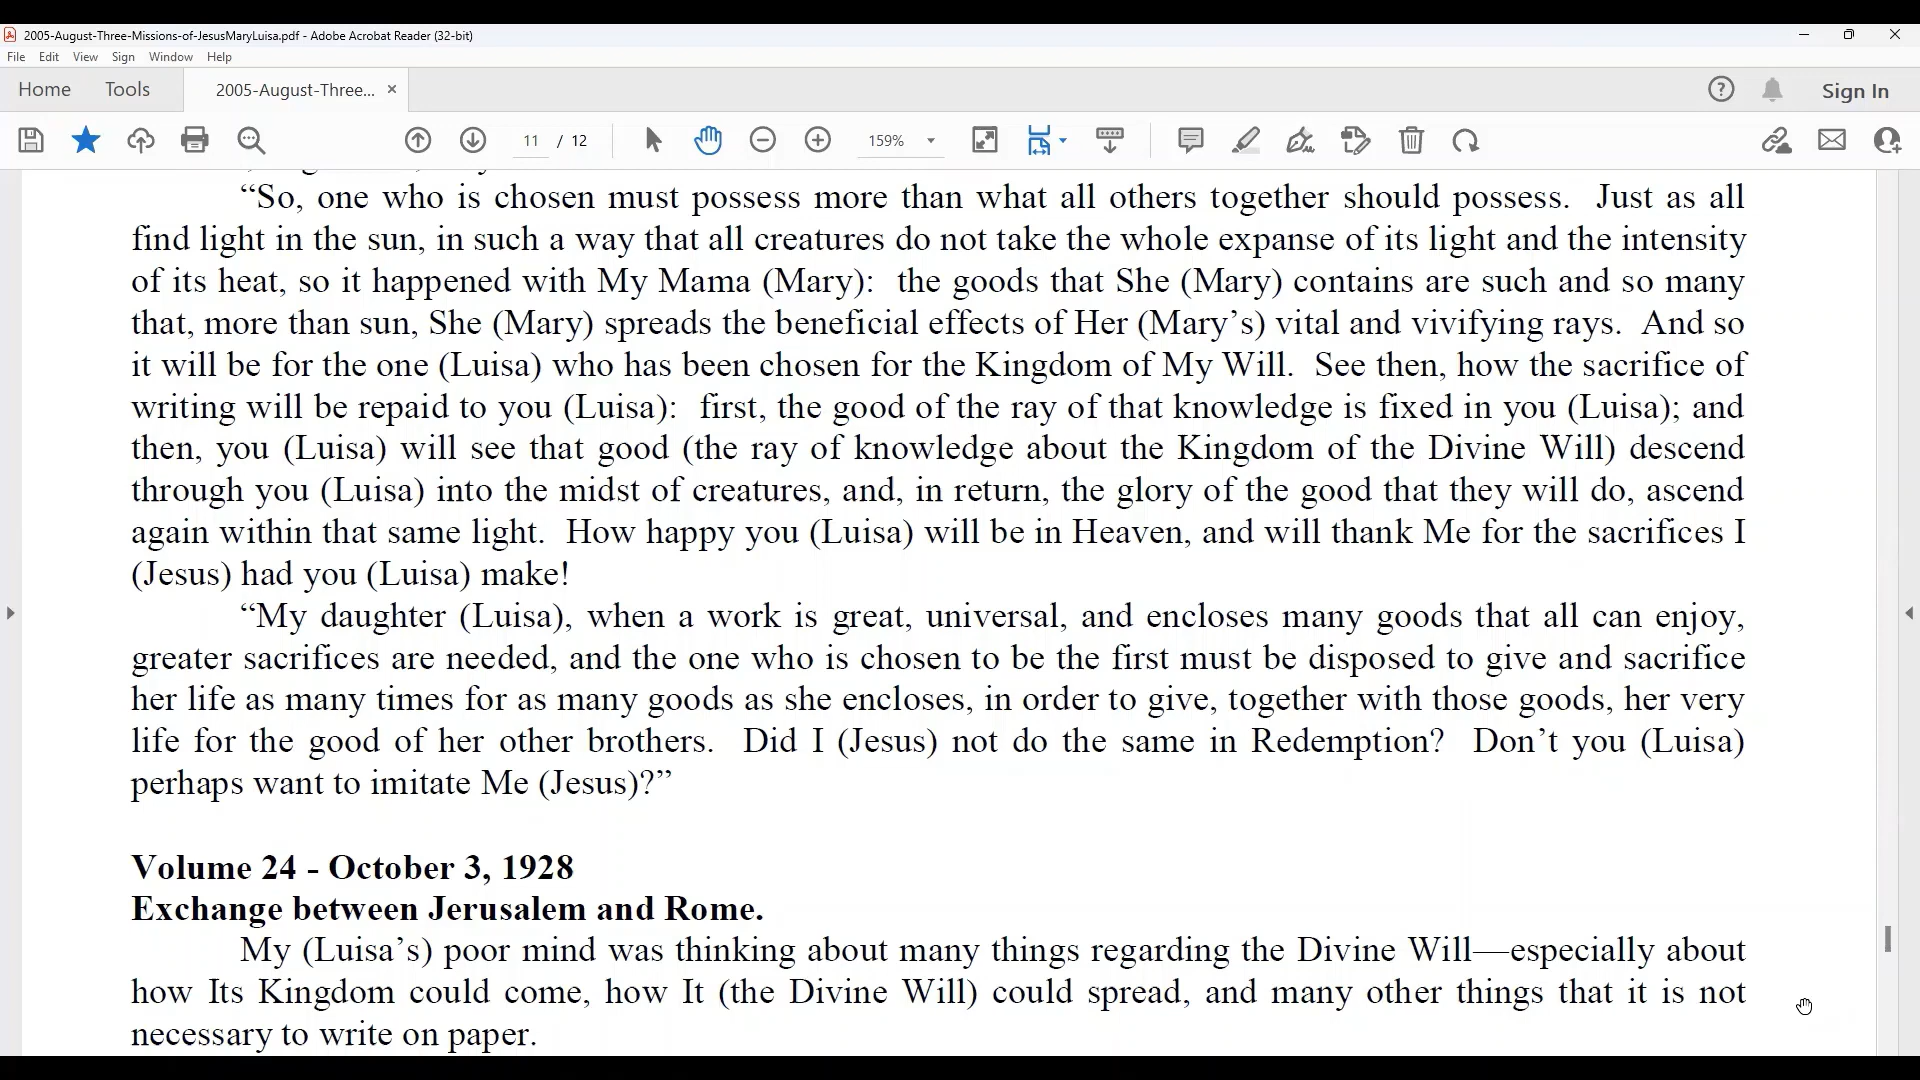 2005-August-Three-Missions-of-JesusMaryLuisa.pdf - Adobe Acrobat Reader (32-bit)
File Edit View Sign Window Help
Home Tools 2005-August-Three... × Sign In
11 / 12 159%
“So, one who is chosen must possess more than what all others together should possess. Just as all
find light in the sun, in such a way that all creatures do not take the whole expanse of its light and the intensity
of its heat, so it happened with My Mama (Mary): the goods that She (Mary) contains are such and so many
that, more than sun, She (Mary) spreads the beneficial effects of Her (Mary’s) vital and vivifying rays. And so
it will be for the one (Luisa) who has been chosen for the Kingdom of My Will. See then, how the sacrifice of
writing will be repaid to you (Luisa): first, the good of the ray of that knowledge is fixed in you (Luisa); and
then, you (Luisa) will see that good (the ray of knowledge about the Kingdom of the Divine Will) descend
through you (Luisa) into the midst of creatures, and, in return, the glory of the good that they will do, ascend
again within that same light. How happy you (Luisa) will be in Heaven, and will thank Me for the sacrifices I
(Jesus) had you (Luisa) make!
“My daughter (Luisa), when a work is great, universal, and encloses many goods that all can enjoy,
greater sacrifices are needed, and the one who is chosen to be the first must be disposed to give and sacrifice
her life as many times for as many goods as she encloses, in order to give, together with those goods, her very
life for the good of her other brothers. Did I (Jesus) not do the same in Redemption? Don’t you (Luisa)
perhaps want to imitate Me (Jesus)?”
Volume 24 - October 3, 1928
Exchange between Jerusalem and Rome.
My (Luisa’s) poor mind was thinking about many things regarding the Divine Will—especially about
how Its Kingdom could come, how It (the Divine Will) could spread, and many other things that it is not
necessary to write on paper.